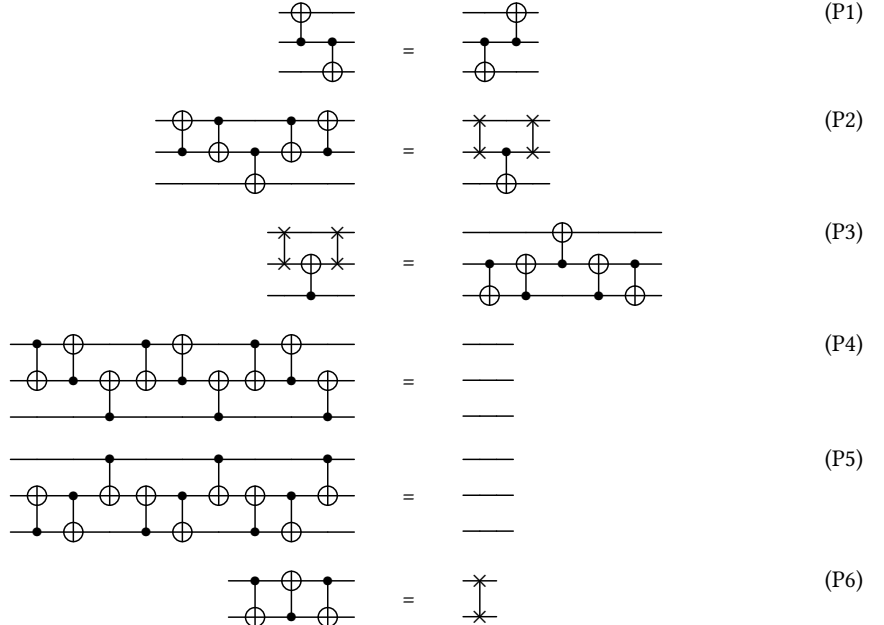 = (P1)
= (P2)
= (P3)
= (P4)
= (P5)
= (P6)